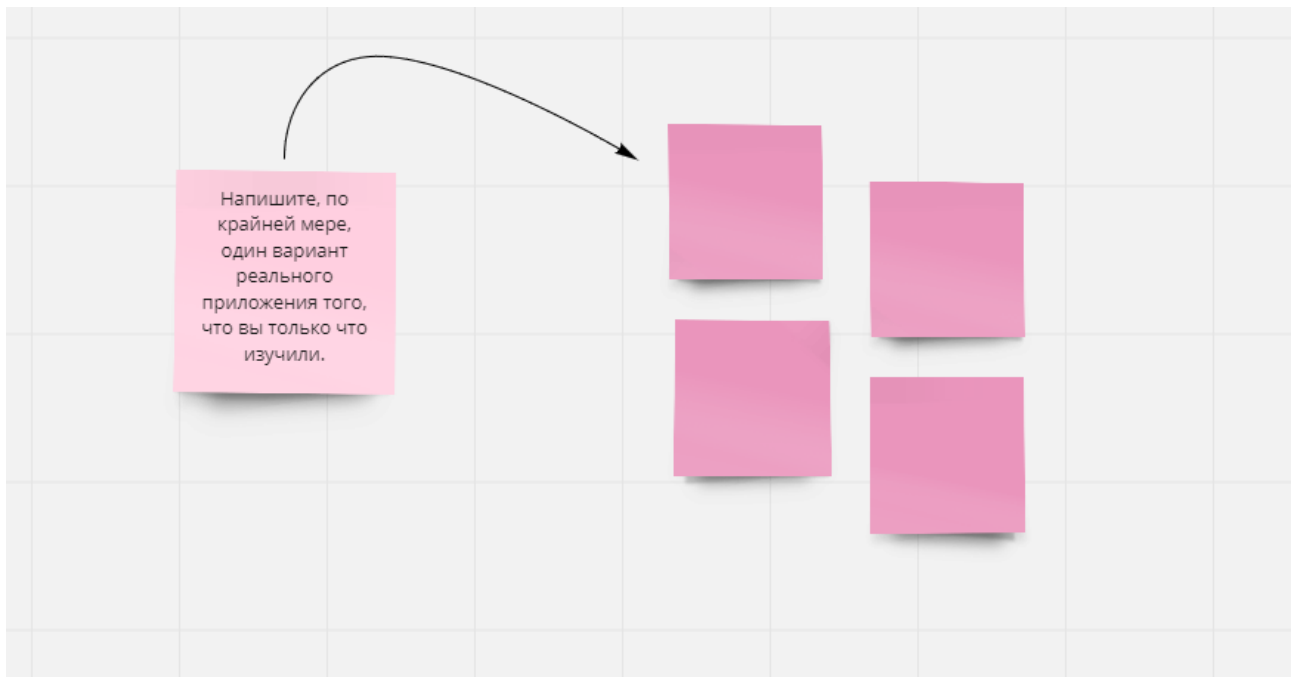 Напишите, по
крайней мере,
один вариант
реального
приложения того,
что вы только что
изучили.